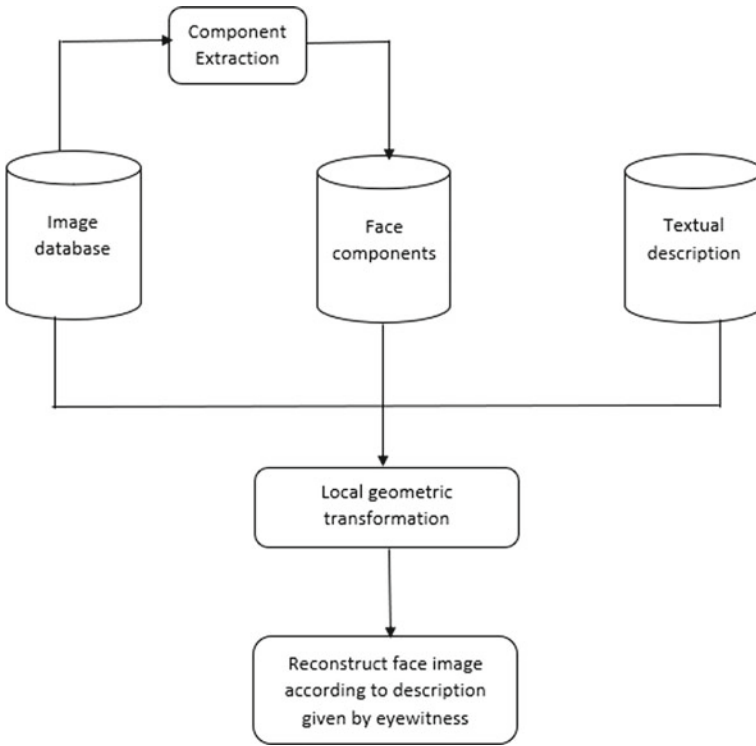 Component
Extraction
Image
database
Face
components
Textual
description
Local geometric
transformation
Reconstruct face image
according to description
given by eyewitness